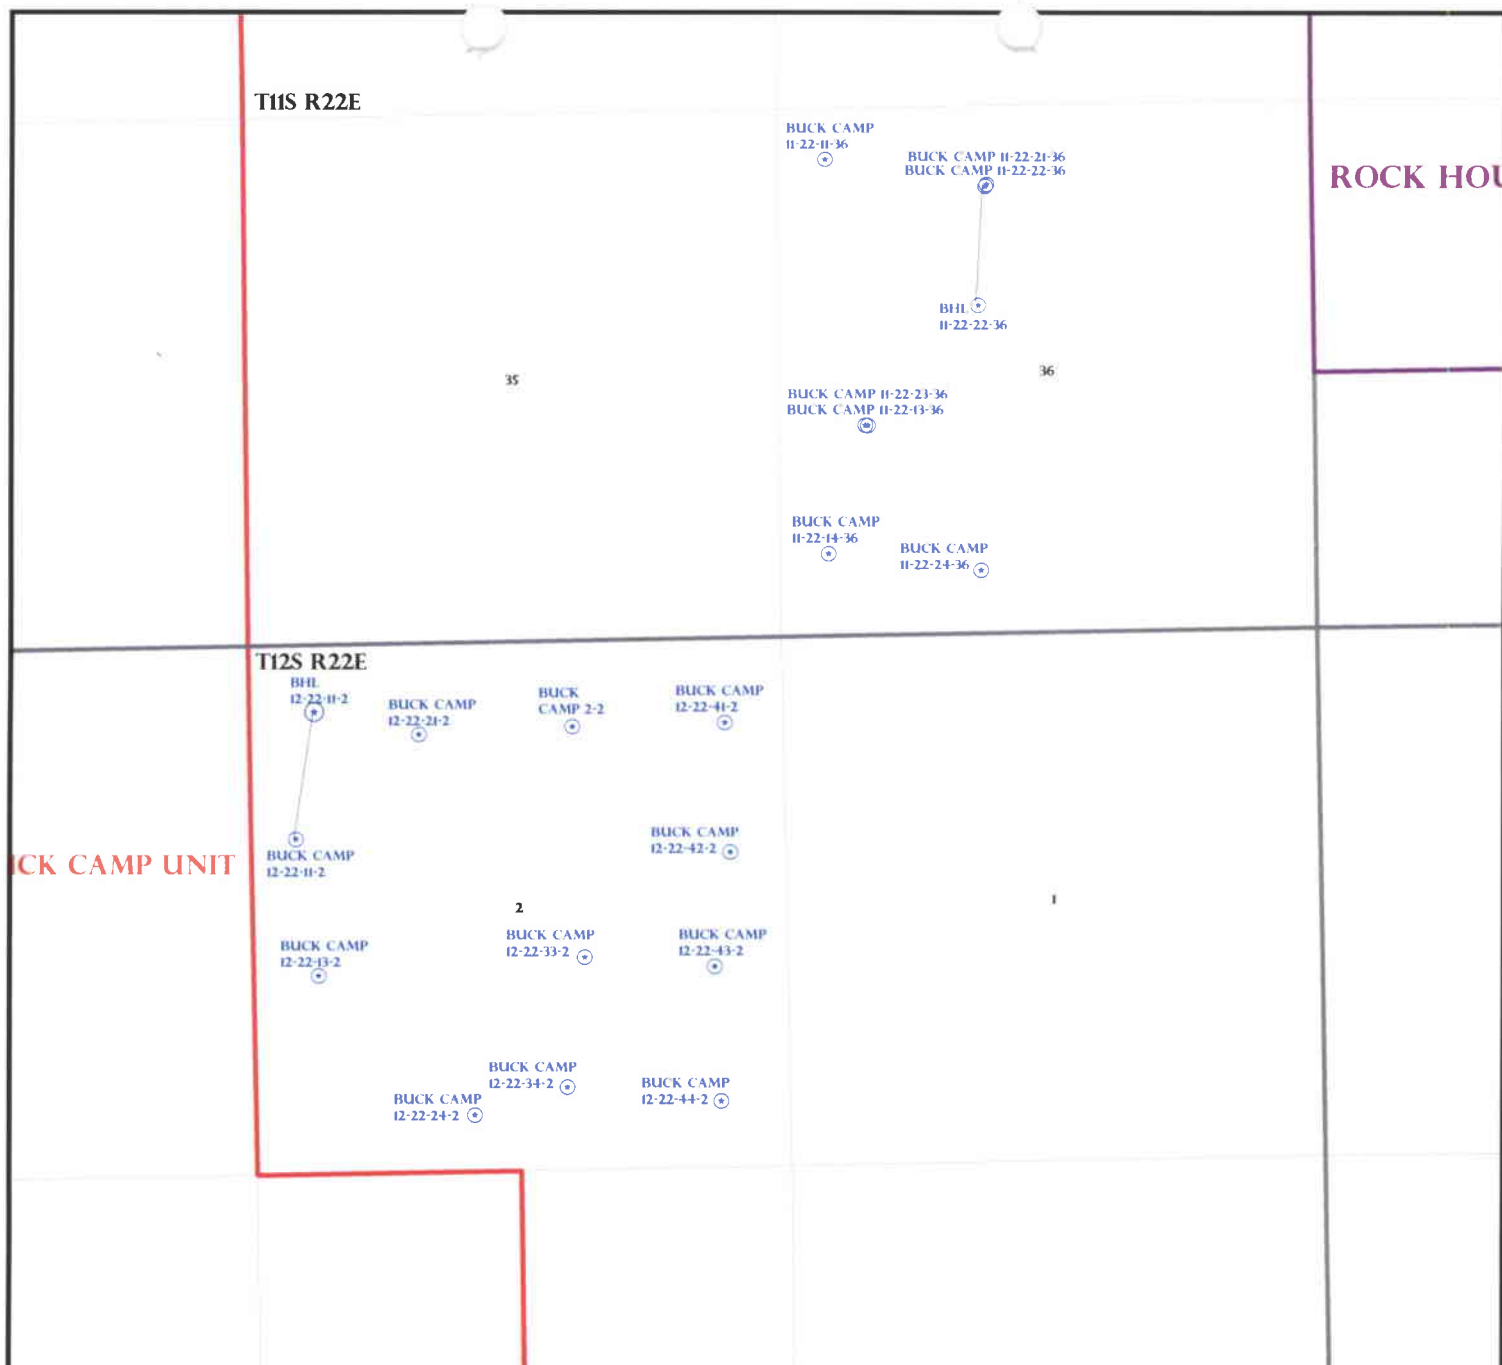 T11S R22E
BUCK CAMP
11-22-11-36
BUCK CAMP 11-22-21-36
BUCK CAMP 11-22-22-36
ROCK HOU
BHL
11-22-22-36
35
36
BUCK CAMP 11-22-23-36
BUCK CAMP 11-22-13-36
BUCK CAMP
11-22-14-36
BUCK CAMP
11-22-24-36
T12S R22E
BHL
12-22-11-2
BUCK CAMP
12-22-21-2
BUCK
CAMP 2-2
BUCK CAMP
12-22-41-2
BUCK CAMP
12-22-42-2
BUCK CAMP
12-22-11-2
ICK CAMP UNIT
2
1
BUCK CAMP
12-22-13-2
BUCK CAMP
12-22-33-2
BUCK CAMP
12-22-43-2
BUCK CAMP
12-22-34-2
BUCK CAMP
12-22-24-2
BUCK CAMP
12-22-44-2